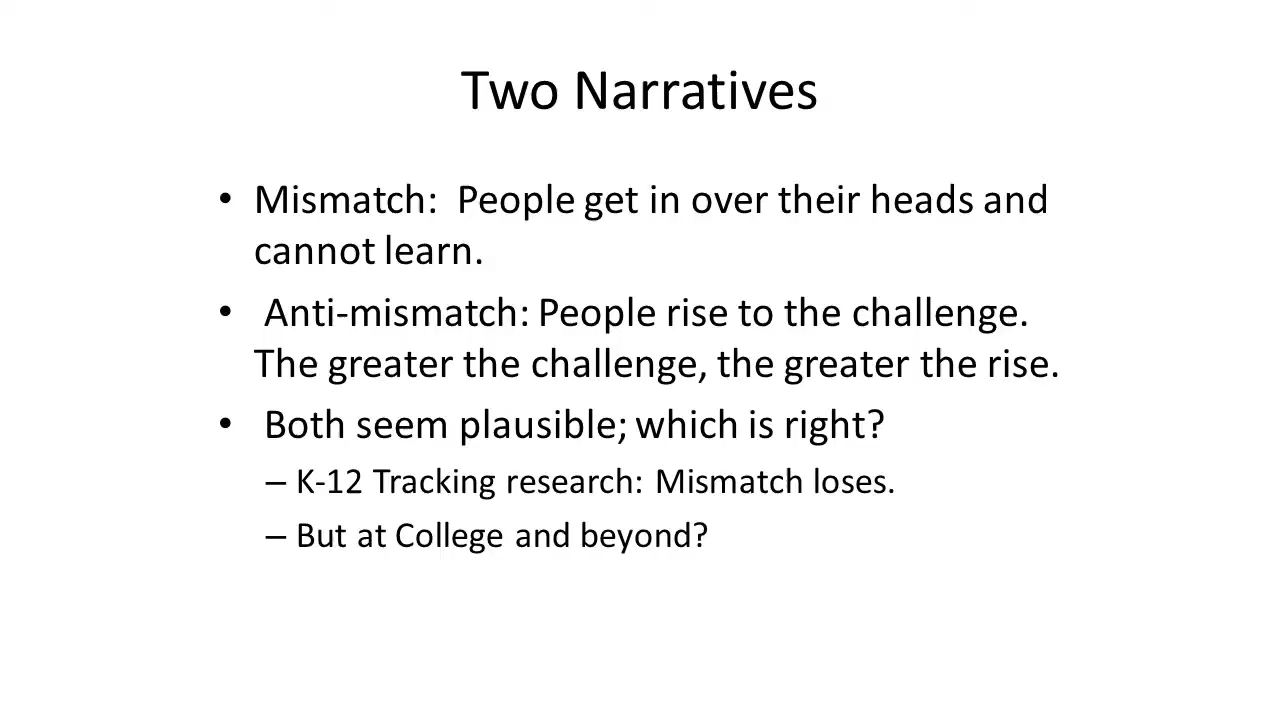 Two Narratives
• Mismatch:  People get in over their heads and
cannot learn.
•  Anti-mismatch: People rise to the challenge.
The greater the challenge, the greater the rise.
•  Both seem plausible; which is right?
– K-12 Tracking research: Mismatch loses.
– But at College and beyond?